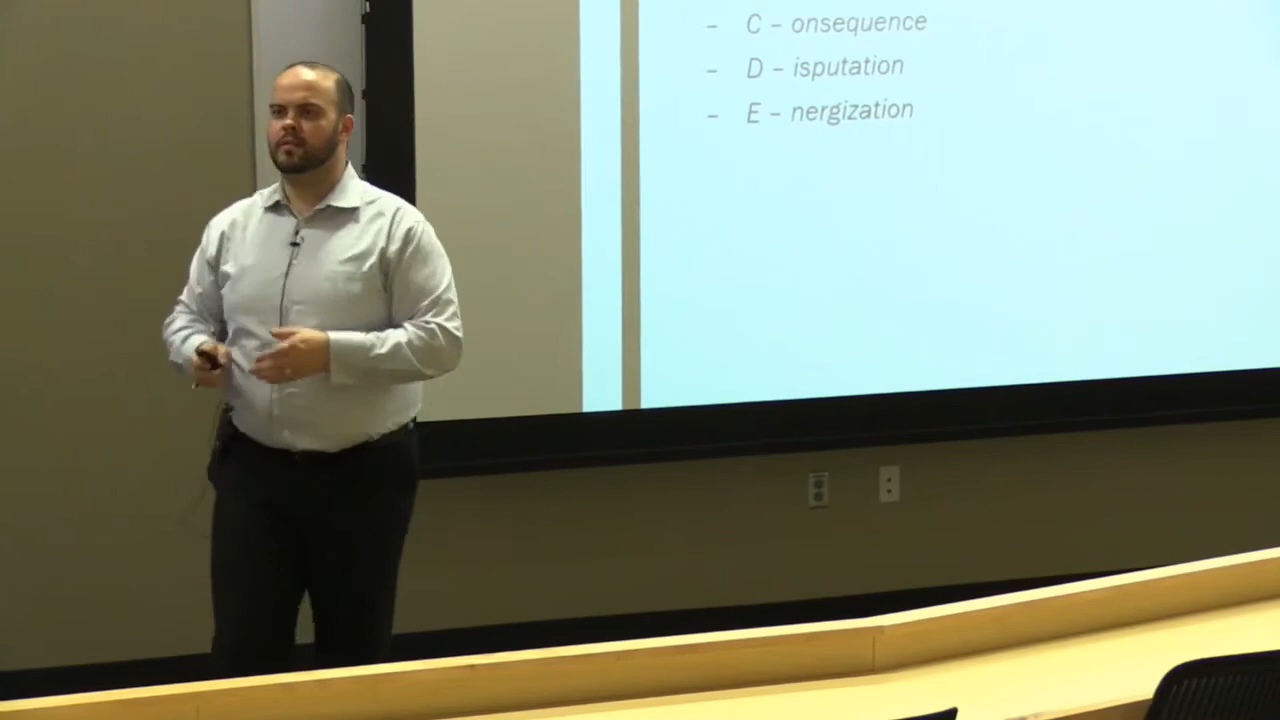 – C – onsequence
– D – isputation
– E – nergization